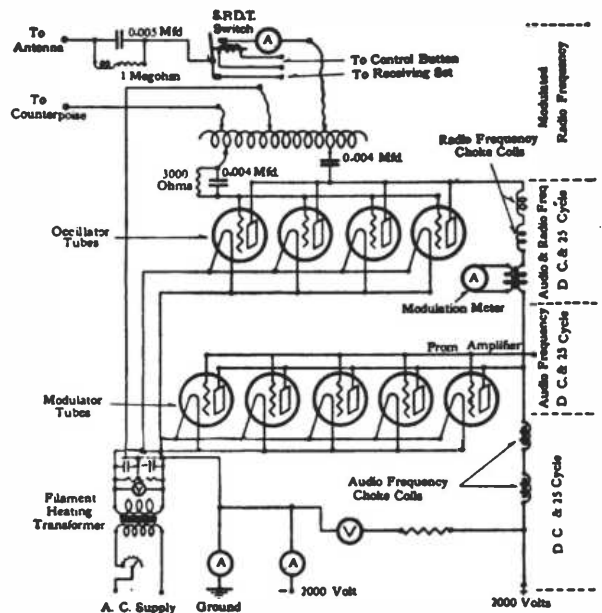 S.P.D.T.
Switch
To
Antenna
0.005 Mfd
1 Megohm
A
To Control Button
To Receiving Set
To
Counterpoise
Modulated
Radio Frequency
Radio Frequency
Choke Coils
3000
Ohms
0.004 Mfd.
0.004 Mfd.
Occillator
Tubes
A
Modulation Meter
Audio & Radio Freq
D C. & 25 Cycle
From Amplifier
Audio Frequency
D C. & 25 Cycle
Modulator
Tubes
Audio Frequency
Choke Coils
D C & 25 Cycle
Filament
Heating
Transformer
V
A
A
A. C. Supply
Ground
— 2000 Volt
2000 Volts